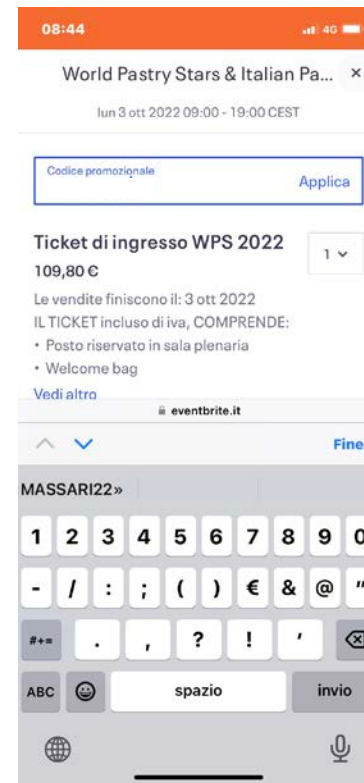 08:44
4G
World Pastry Stars & Italian Pa... ×
lun 3 ott 2022 09:00 - 19:00 CEST
Codice promozionale
Applica
Ticket di ingresso WPS 2022
1
109,80 €
Le vendite finiscono il: 3 ott 2022
IL TICKET incluso di iva, COMPRENDE:
• Posto riservato in sala plenaria
• Welcome bag
Vedi altro
eventbrite.it
Fine
MASSARI22»
1 2 3 4 5 6 7 8 9 0
- / : ; ( ) € & @ "
#+= . , ? ! '
ABC spazio invio